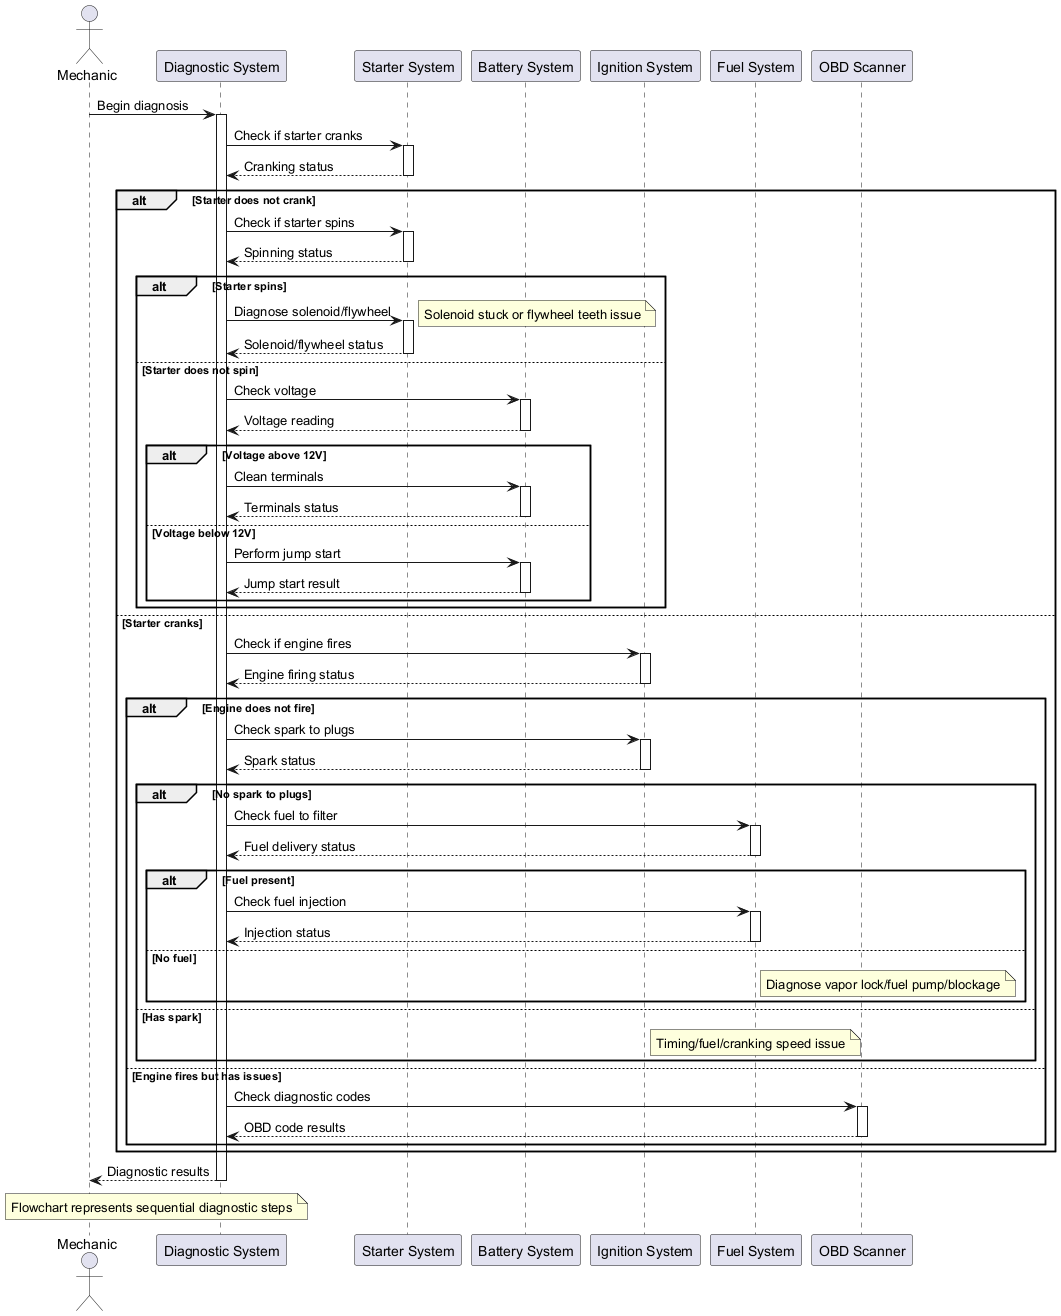 Mechanic
Diagnostic System
Starter System
Battery System
Ignition System
Fuel System
OBD Scanner
Begin diagnosis
Check if starter cranks
Cranking status
alt
[Starter does not crank]
Check if starter spins
Spinning status
alt
[Starter spins]
Diagnose solenoid/flywheel
Solenoid stuck or flywheel teeth issue
Solenoid/flywheel status
[Starter does not spin]
Check voltage
Voltage reading
alt
[Voltage above 12V]
Clean terminals
Terminals status
[Voltage below 12V]
Perform jump start
Jump start result
[Starter cranks]
Check if engine fires
Engine firing status
alt
[Engine does not fire]
Check spark to plugs
Spark status
alt
[No spark to plugs]
Check fuel to filter
Fuel delivery status
alt
[Fuel present]
Check fuel injection
Injection status
[No fuel]
Diagnose vapor lock/fuel pump/blockage
[Has spark]
Timing/fuel/cranking speed issue
[Engine fires but has issues]
Check diagnostic codes
OBD code results
Diagnostic results
Flowchart represents sequential diagnostic steps
Mechanic
Diagnostic System
Starter System
Battery System
Ignition System
Fuel System
OBD Scanner